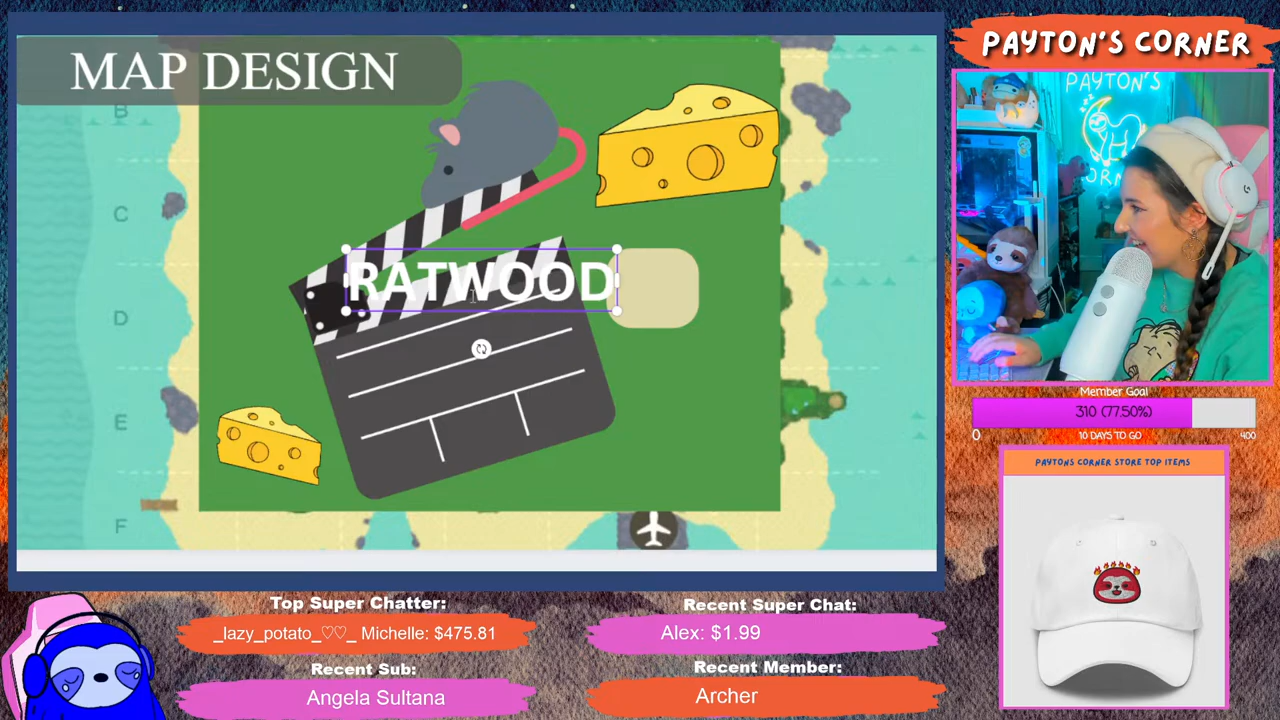 MAP DESIGN
B
C
D
E
F
RATWOOD
PAYTON'S CORNER
PAYTON'S
Member Goal
310 (77.50%)
0
10 DAYS TO GO
400
PAYTONS CORNER STORE TOP ITEMS
Top Super Chatter:
_lazy_potato_♡♡_ Michelle: $475.81
Recent Sub:
Angela Sultana
Recent Super Chat:
Alex: $1.99
Recent Member:
Archer